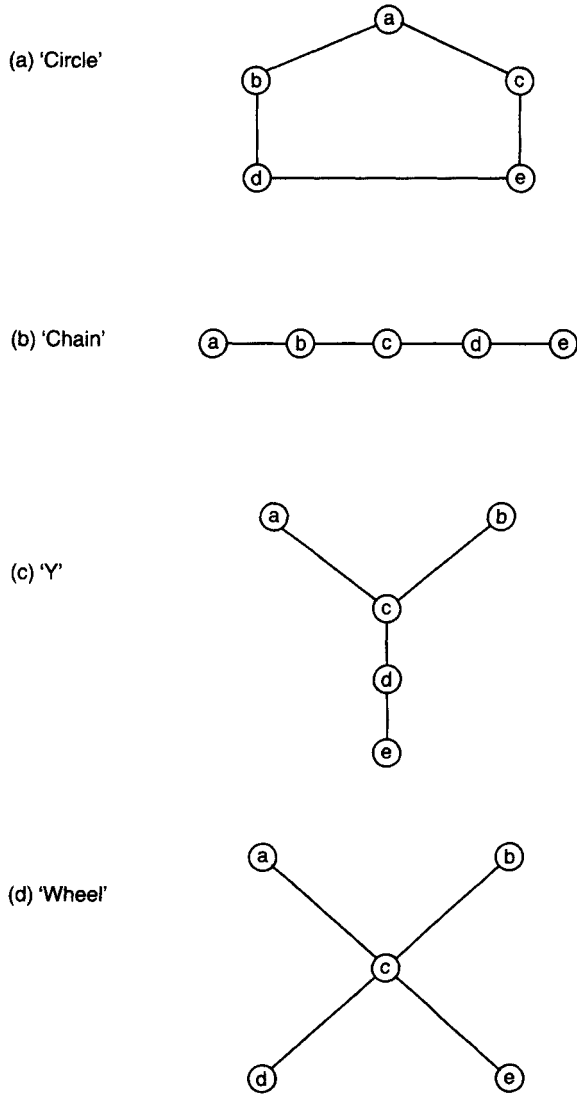 (a) 'Circle'
a
b
c
d
e
(b) 'Chain'
a b c d e
(c) 'Y'
a b
c
d
e
(d) 'Wheel'
a b
c
d e